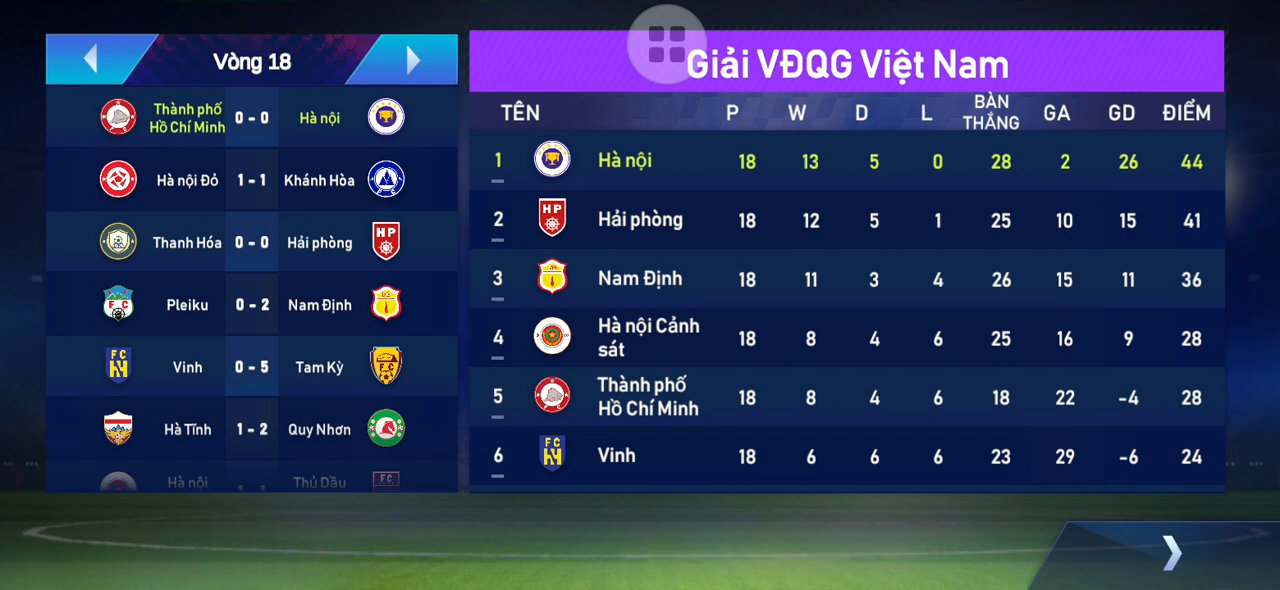 Vòng 18
Thành phố
Hồ Chí Minh 0 - 0 Hà nội
Hà nội Đỏ 1 - 1 Khánh Hòa
Thanh Hóa 0 - 0 Hải phòng
HP
Pleiku 0 - 2 Nam Định
Vinh 0 - 5 Tam Kỳ
Hà Tĩnh 1 - 2 Quy Nhơn
Hà nội Thủ Dầu
Giải VĐQG Việt Nam
TÊN P W D L BÀN THẮNG GA GD ĐIỂM
1 Hà nội 18 13 5 0 28 2 26 44
2 HP Hải phòng 18 12 5 1 25 10 15 41
3 Nam Định 18 11 3 4 26 15 11 36
4 Hà nội Cảnh
sát 18 8 4 6 25 16 9 28
5 Thành phố
Hồ Chí Minh 18 8 4 6 18 22 -4 28
6 Vinh 18 6 6 6 23 29 -6 24